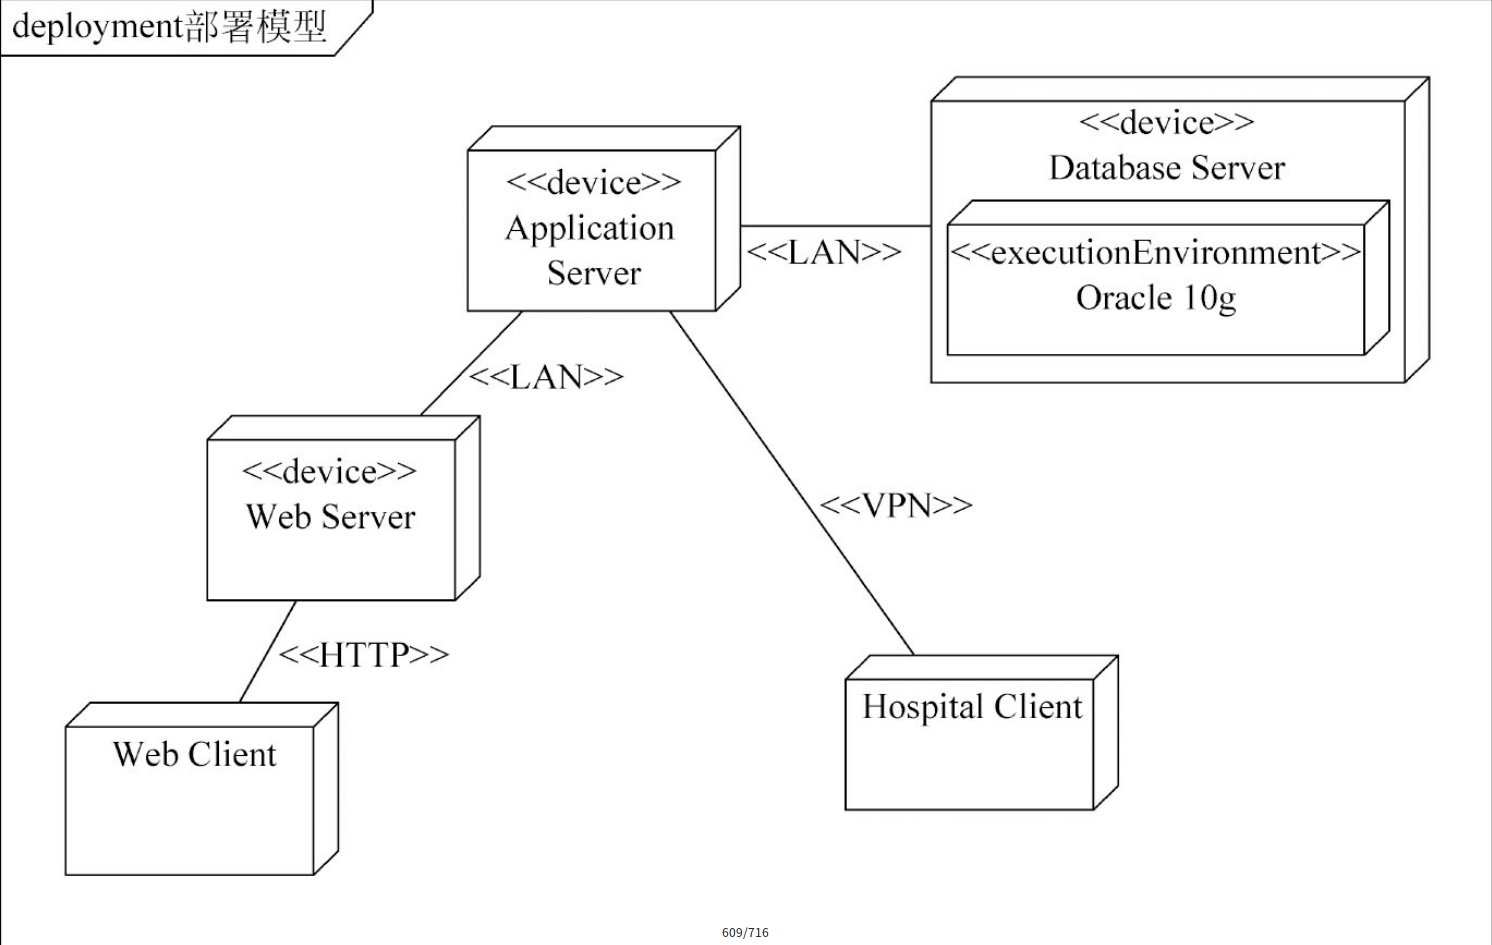 deployment部署模型
<<device>>
Database Server
<<executionEnvironment>>
Oracle 10g
<<device>>
Application
Server
<<LAN>>
<<LAN>>
<<device>>
Web Server
<<VPN>>
<<HTTP>>
Web Client
Hospital Client
609/716